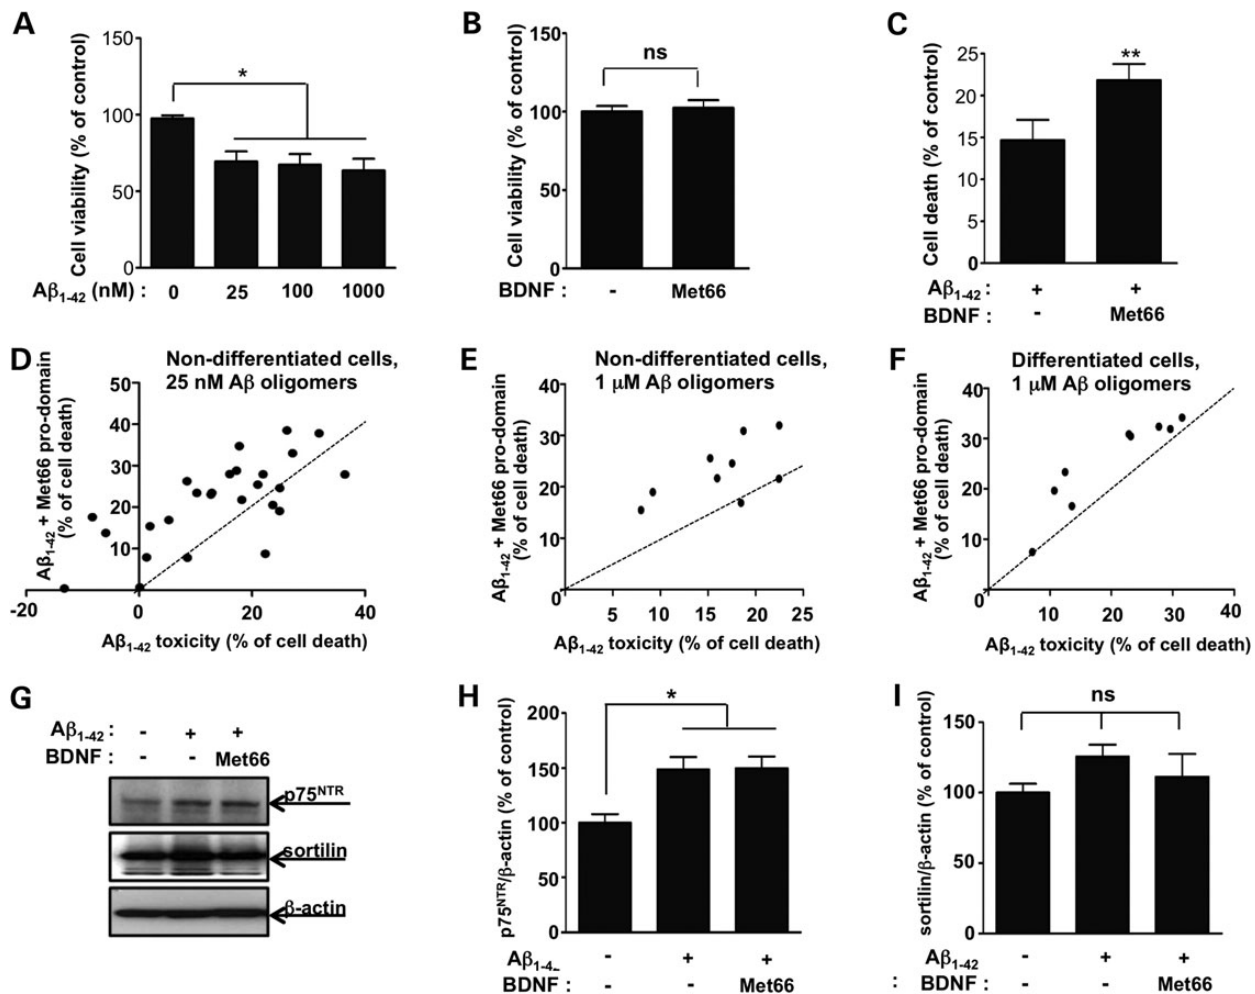 A
Cell viability (% of control)
150
100
50
0
*
Aβ1-42 (nM) : 0 25 100 1000
B
Cell viability (% of control)
150
100
50
0
ns
BDNF : - Met66
C
Cell death (% of control)
25
20
15
10
5
0
**
Aβ1-42 : + +
BDNF : - Met66
D
Non-differentiated cells,
25 nM Aβ oligomers
Aβ1-42 + Met66 pro-domain
(% of cell death)
50
40
30
20
10
-20 0 20 40
Aβ1-42 toxicity (% of cell death)
E
Non-differentiated cells,
1 μM Aβ oligomers
Aβ1-42 + Met66 pro-domain
(% of cell death)
40
30
20
10
0
5 10 15 20 25
Aβ1-42 toxicity (% of cell death)
F
Differentiated cells,
1 μM Aβ oligomers
Aβ1-42 + Met66 pro-domain
(% of cell death)
40
30
20
10
0
0 10 20 30 40
Aβ1-42 toxicity (% of cell death)
G
Aβ1-42 : - + +
BDNF : - - Met66
p75NTR
sortilin
β-actin
H
p75NTR/β-actin (% of control)
200
150
100
50
0
*
Aβ1-4 - + +
BDNF : - - Met66
I
sortilin/β-actin (% of control)
150
100
50
0
ns
Aβ1-42 - + +
: BDNF : - - Met66